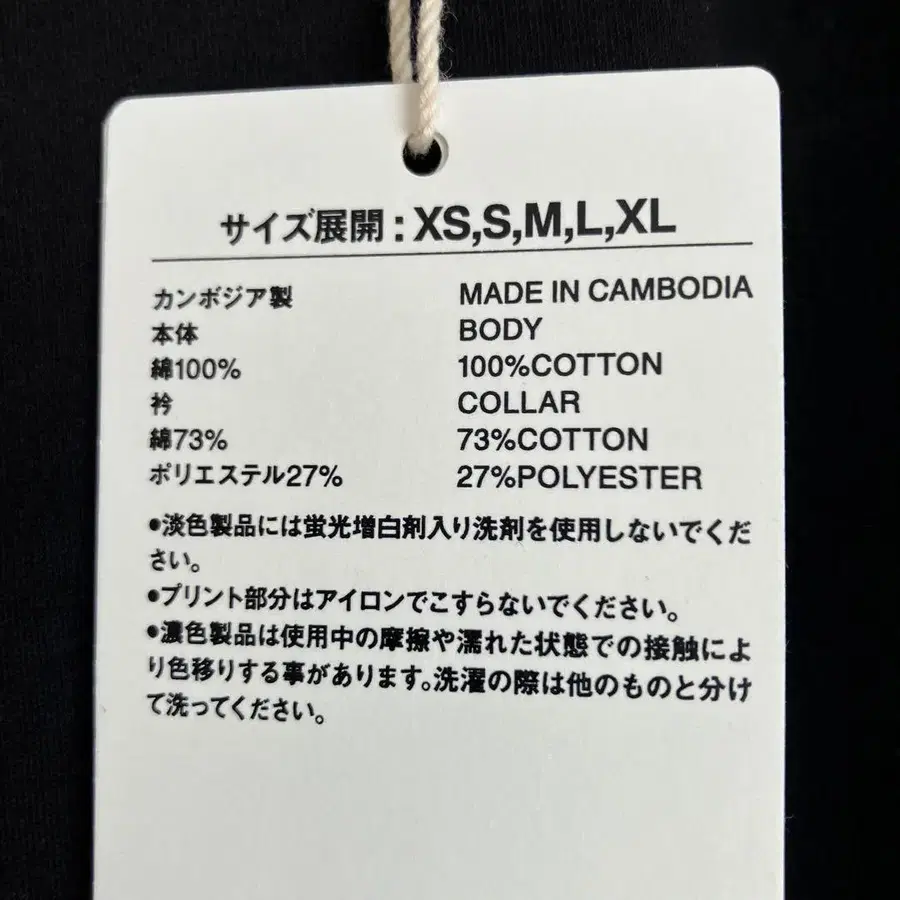 サイズ展開：XS,S,M,L,XL
カンボジア製 MADE IN CAMBODIA
本体 BODY
綿100% 100%COTTON
衿 COLLAR
綿73% 73%COTTON
ポリエステル27% 27%POLYESTER
●淡色製品には蛍光増白剤入り洗剤を使用しないでくだ
さい。
●プリント部分はアイロンでこすらないでください。
●濃色製品は使用中の摩擦や濡れた状態での接触によ
り色移りする事があります。洗濯の際は他のものと分け
て洗ってください。